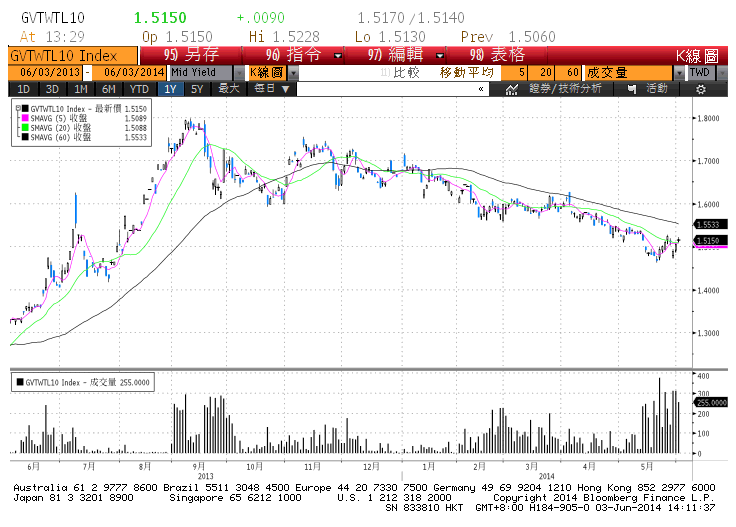 GVTWTL10 1.5150 +.0090 1.5170/1.5140
At 13:29 Op 1.5150 Hi 1.5228 Lo 1.5130 Prev 1.5060
GVTWTL10 Index 95) 另存 96) 指令 97) 編輯 98) 表格 K線圖
06/03/2013 - 06/03/2014 Mid Yield K線圖 比較 移動平均 5 20 60 成交量 TWD
1D 3D 1M 6M YTD 1Y 5Y 最大 每日 ▼ « 證券/技術分析 活動
GVTWTL10 Index - 最新價 1.5150
SMAVG (5) 收盤 1.5089
SMAVG (20) 收盤 1.5088
SMAVG (60) 收盤 1.5533
1.8000
1.7000
1.6000
1.5533
1.5150
1.4000
1.3000
GVTWTL10 Index - 成交量 255.0000
400
300
255.0000
200
100
0
6月 7月 8月 9月 10月 11月 12月 1月 2月 3月 4月 5月
2013 2014
Australia 61 2 9777 8600 Brazil 5511 3048 4500 Europe 44 20 7330 7500 Germany 49 69 9204 1210 Hong Kong 852 2977 6000
Japan 81 3 3201 8900 Singapore 65 6212 1000 U.S. 1 212 318 2000 Copyright 2014 Bloomberg Finance L.P.
SN 833810 HKT GMT+8:00 H184-905-0 03-Jun-2014 14:11:37